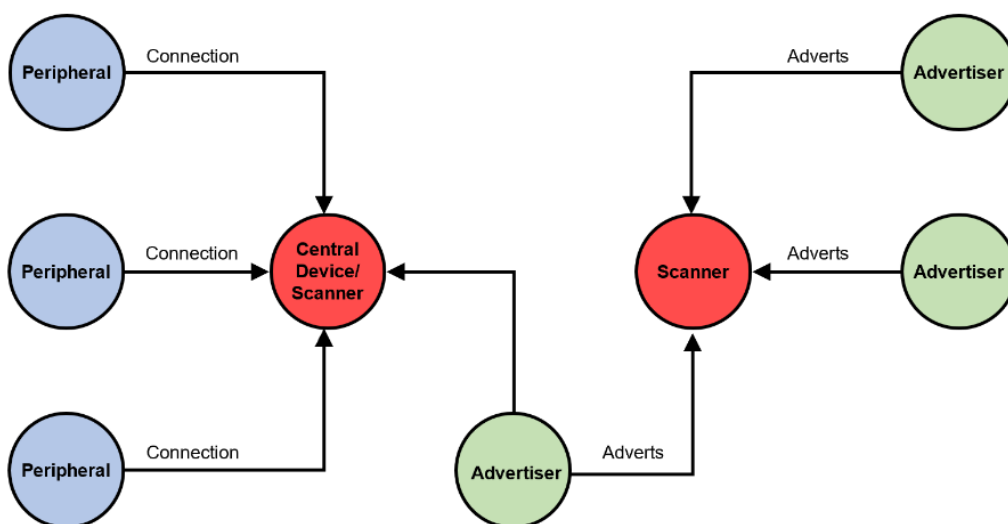 Connection
Adverts
Peripheral
Advertiser
Connection
Adverts
Peripheral
Central
Device/
Scanner
Scanner
Advertiser
Connection
Adverts
Peripheral
Advertiser